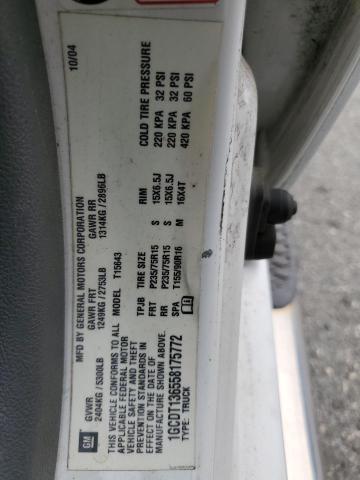 MFD BY GENERAL MOTORS CORPORATION 10/04
GVWR GAWR FRT GAWR RR
2404KG / 5300LB 1249KG / 2753LB 1314KG / 2896LB
THIS VEHICLE CONFORMS TO ALL
APPLICABLE FEDERAL MOTOR
VEHICLE SAFETY AND THEFT
PREVENTION STANDARDS IN
EFFECT ON THE DATE OF
MANUFACTURE SHOWN ABOVE.
1GCDT136558175772
TYPE: TRUCK
MODEL T15643
TPJB TIRE SIZE RIM COLD TIRE PRESSURE
FRT P235/75R15 S 15X6.5J 220 KPA 32 PSI
RR P235/75R15 S 15X6.5J 220 KPA 32 PSI
SPA T155/90R16 M 16X4T 420 KPA 60 PSI
GM